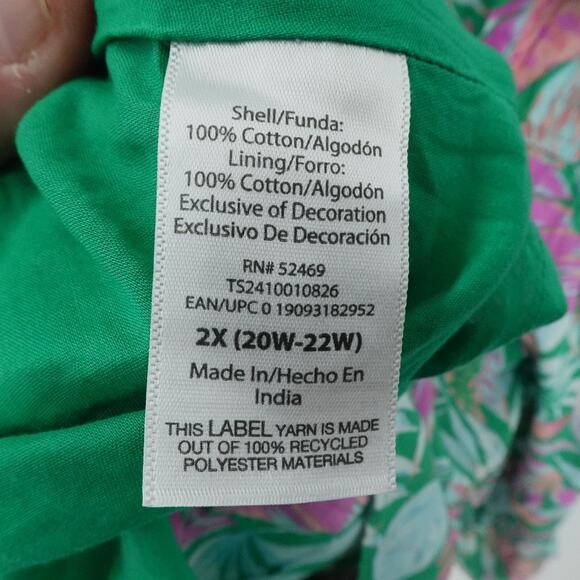 Shell/Funda:
100% Cotton/Algodón
Lining/Forro:
100% Cotton/Algodón
Exclusive of Decoration
Exclusivo De Decoración
RN# 52469
TS2410010826
EAN/UPC 0 19093182952
2X (20W-22W)
Made In/Hecho En
India
THIS LABEL YARN IS MADE
OUT OF 100% RECYCLED
POLYESTER MATERIALS